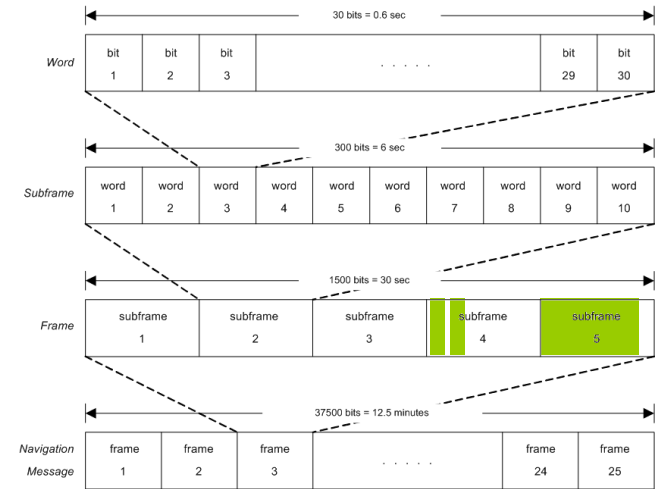 30 bits = 0.6 sec
Word
bit bit bit bit bit
1 2 3 . . . . . 29 30
300 bits = 6 sec
Subframe
word word word word word word word word word word
1 2 3 4 5 6 7 8 9 10
1500 bits = 30 sec
Frame
subframe subframe subframe subframe subframe
1 2 3 4 5
37500 bits = 12.5 minutes
Navigation
Message
frame frame frame frame frame
1 2 3 . . . . . 24 25